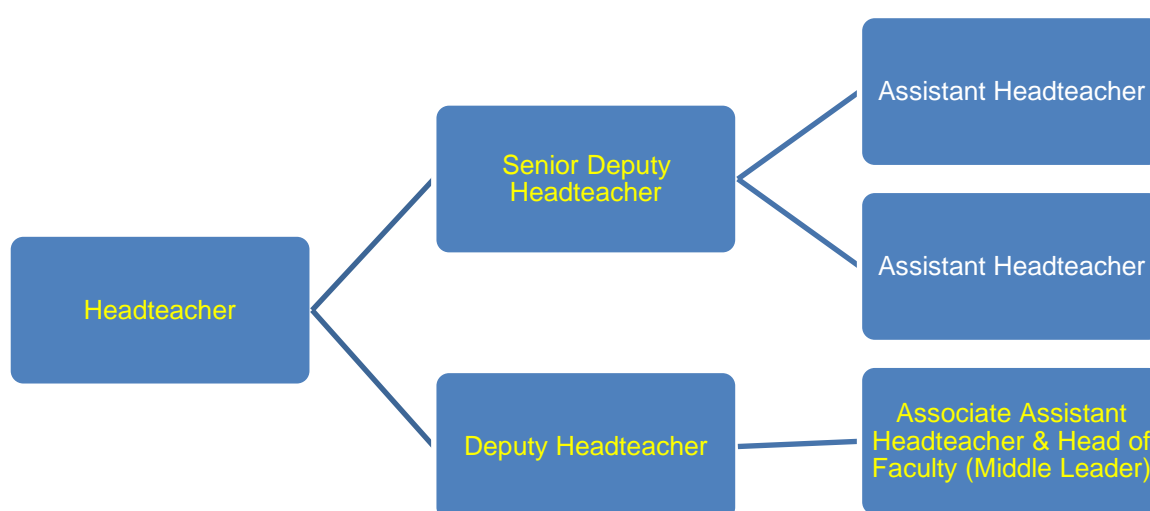 Assistant Headteacher
Senior Deputy
Headteacher
Assistant Headteacher
Headteacher
Deputy Headteacher
Associate Assistant
Headteacher & Head of
Faculty (Middle Leader)